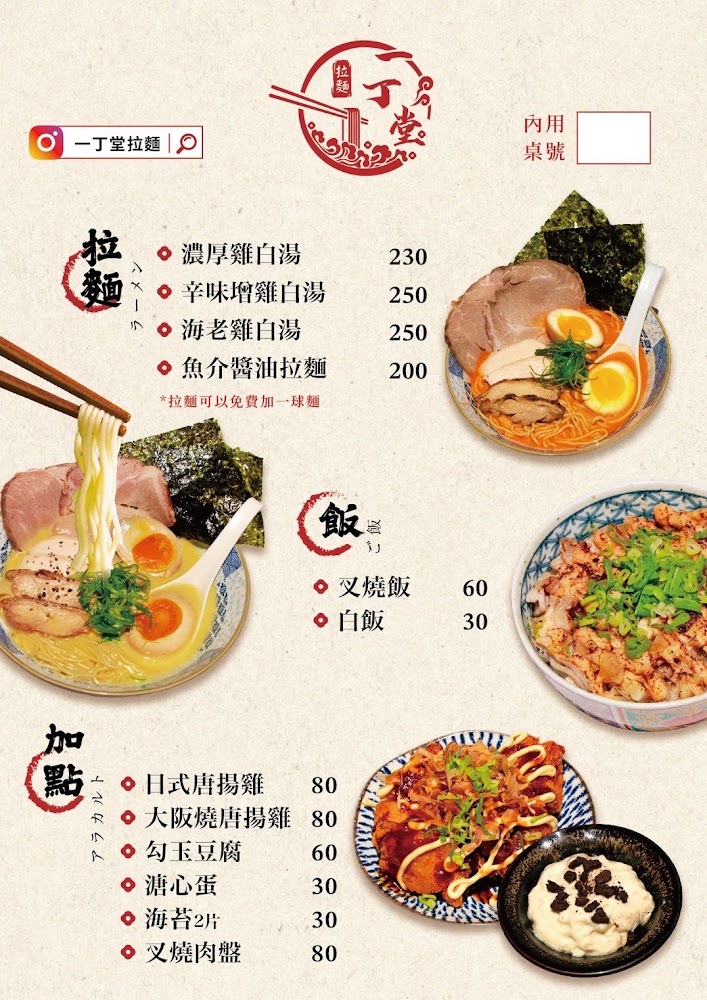 拉麵
一丁堂
一丁堂拉麵
內用
桌號
拉麵
ラーメン
濃厚雞白湯 230
辛味增雞白湯 250
海老雞白湯 250
魚介醬油拉麵 200
*拉麵可以免費加一球麵
飯
ご飯
叉燒飯 60
白飯 30
加點
アラカルト
日式唐揚雞 80
大阪燒唐揚雞 80
勾玉豆腐 60
溏心蛋 30
海苔2片 30
叉燒肉盤 80